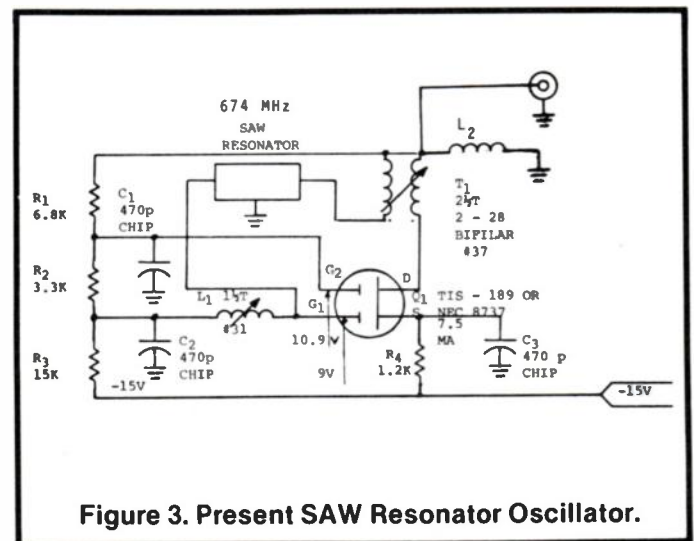 674 MHz
SAW
RESONATOR
L2
R1
6.8K
C1
470p
CHIP
T1
2½T
2 - 28
BIFILAR
#37
R2
3.3K
L1 1½T
#31
G2
G1
D
Q1
S
TIS - 189 OR
NEC 8737
7.5
MA
10.9V
9V
R3
15K
C2
470p
CHIP
R4
1.2K
C3
470 p
CHIP
-15V
-15V
Figure 3. Present SAW Resonator Oscillator.